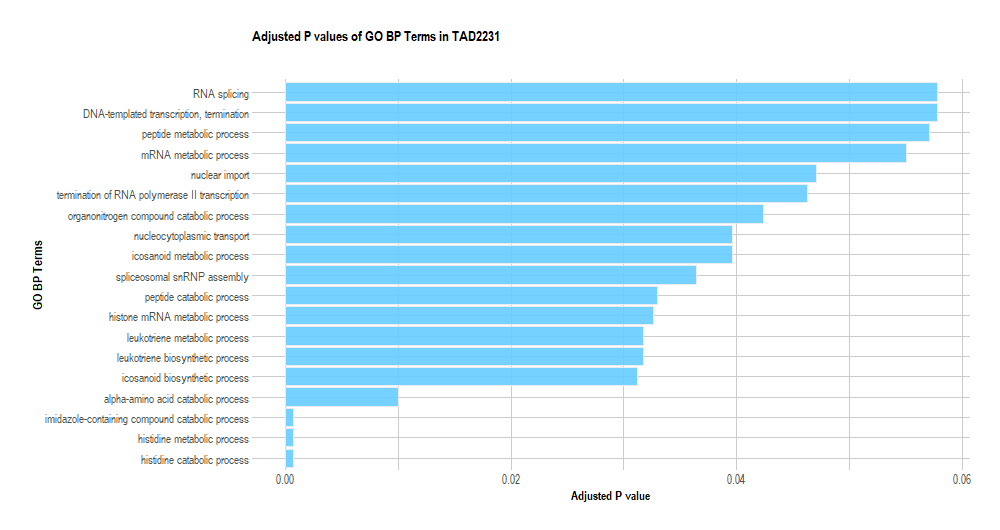 Adjusted P values of GO BP Terms in TAD2231
RNA splicing
DNA-templated transcription, termination
peptide metabolic process
mRNA metabolic process
nuclear import
termination of RNA polymerase II transcription
organonitrogen compound catabolic process
nucleocytoplasmic transport
icosanoid metabolic process
spliceosomal snRNP assembly
peptide catabolic process
histone mRNA metabolic process
leukotriene metabolic process
leukotriene biosynthetic process
icosanoid biosynthetic process
alpha-amino acid catabolic process
imidazole-containing compound catabolic process
histidine metabolic process
histidine catabolic process
GO BP Terms
0.00 0.02 0.04 0.06
Adjusted P value